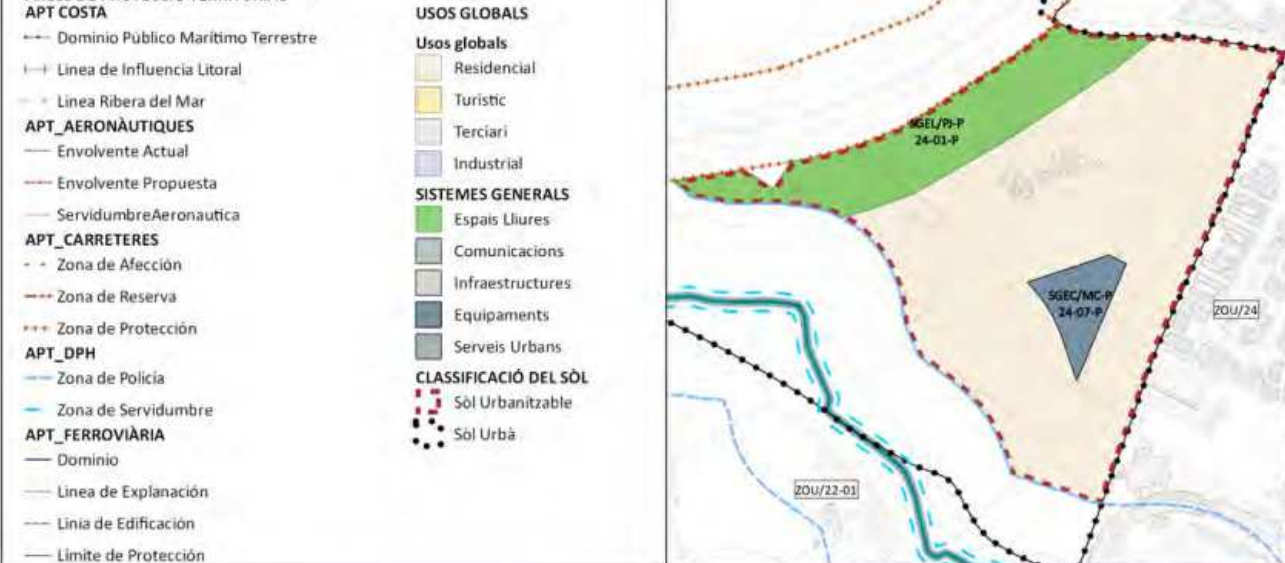 APT COSTA
Dominio Público Marítimo Terrestre
Linea de Influencia Litoral
Linea Ribera del Mar
APT_AERONÀUTIQUES
Envolvente Actual
Envolvente Propuesta
ServidumbreAeronautica
APT_CARRETERES
Zona de Afección
Zona de Reserva
Zona de Protección
APT_DPH
Zona de Policía
Zona de Servidumbre
APT_FERROVIÀRIA
Dominio
Linea de Explanación
Linia de Edificación
Límite de Protección
USOS GLOBALS
Usos globals
Residencial
Turístic
Terciari
Industrial
SISTEMES GENERALS
Espais Lliures
Comunicacions
Infraestructures
Equipaments
Serveis Urbans
CLASSIFICACIÓ DEL SÒL
Sòl Urbanitzable
Sòl Urbà
SGEL/PJ-P
24-01-P
SGEC/MC-P
24-07-P
ZOU/24
ZOU/22-01